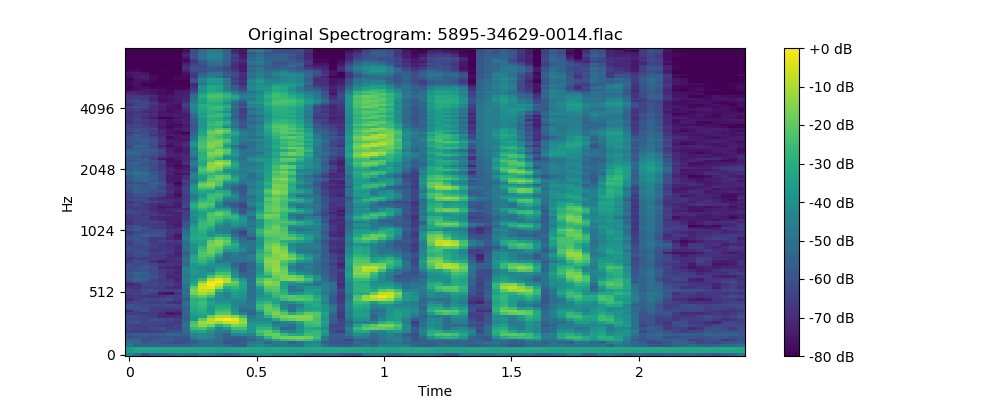 Original Spectrogram: 5895-34629-0014.flac
Hz
4096
2048
1024
512
0
0
0.5
1
1.5
2
Time
+0 dB
-10 dB
-20 dB
-30 dB
-40 dB
-50 dB
-60 dB
-70 dB
-80 dB